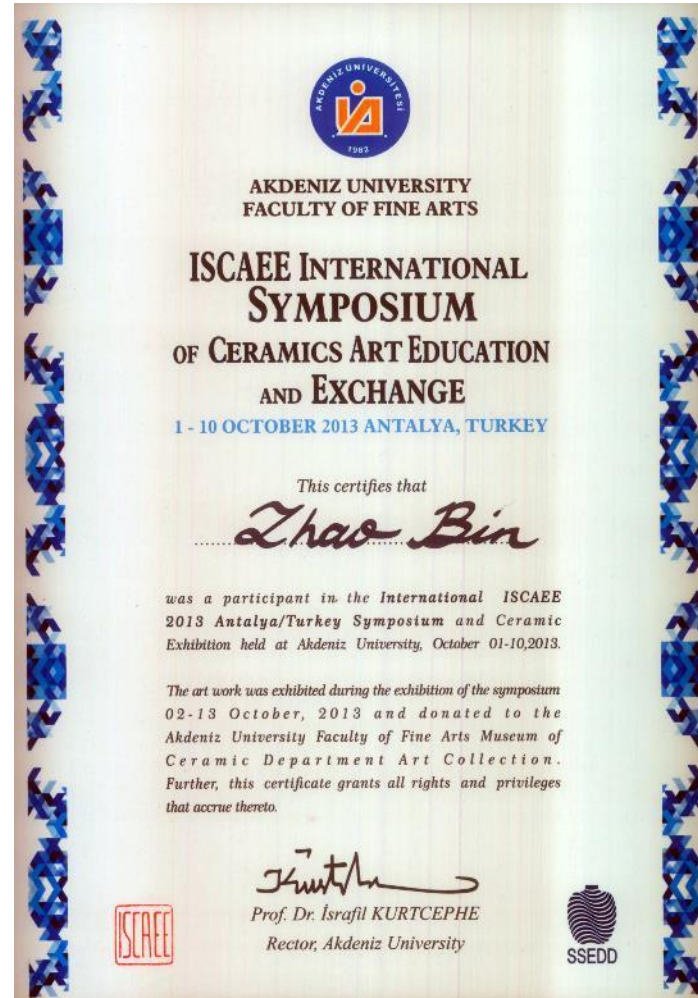 AKDENİZ ÜNİVERSİTESİ
1982
AKDENIZ UNIVERSITY
FACULTY OF FINE ARTS
ISCAEE INTERNATIONAL
SYMPOSIUM
OF CERAMICS ART EDUCATION
AND EXCHANGE
1 - 10 OCTOBER 2013 ANTALYA, TURKEY
This certifies that
Zhao Bin
was a participant in the International ISCAEE
2013 Antalya/Turkey Symposium and Ceramic
Exhibition held at Akdeniz University, October 01-10,2013.
The art work was exhibited during the exhibition of the symposium
02-13 October, 2013 and donated to the
Akdeniz University Faculty of Fine Arts Museum of
Ceramic Department Art Collection.
Further, this certificate grants all rights and privileges
that accrue thereto.
Prof. Dr. İsrafil KURTCEPHE
Rector, Akdeniz University
ISCAEE
SSEDD